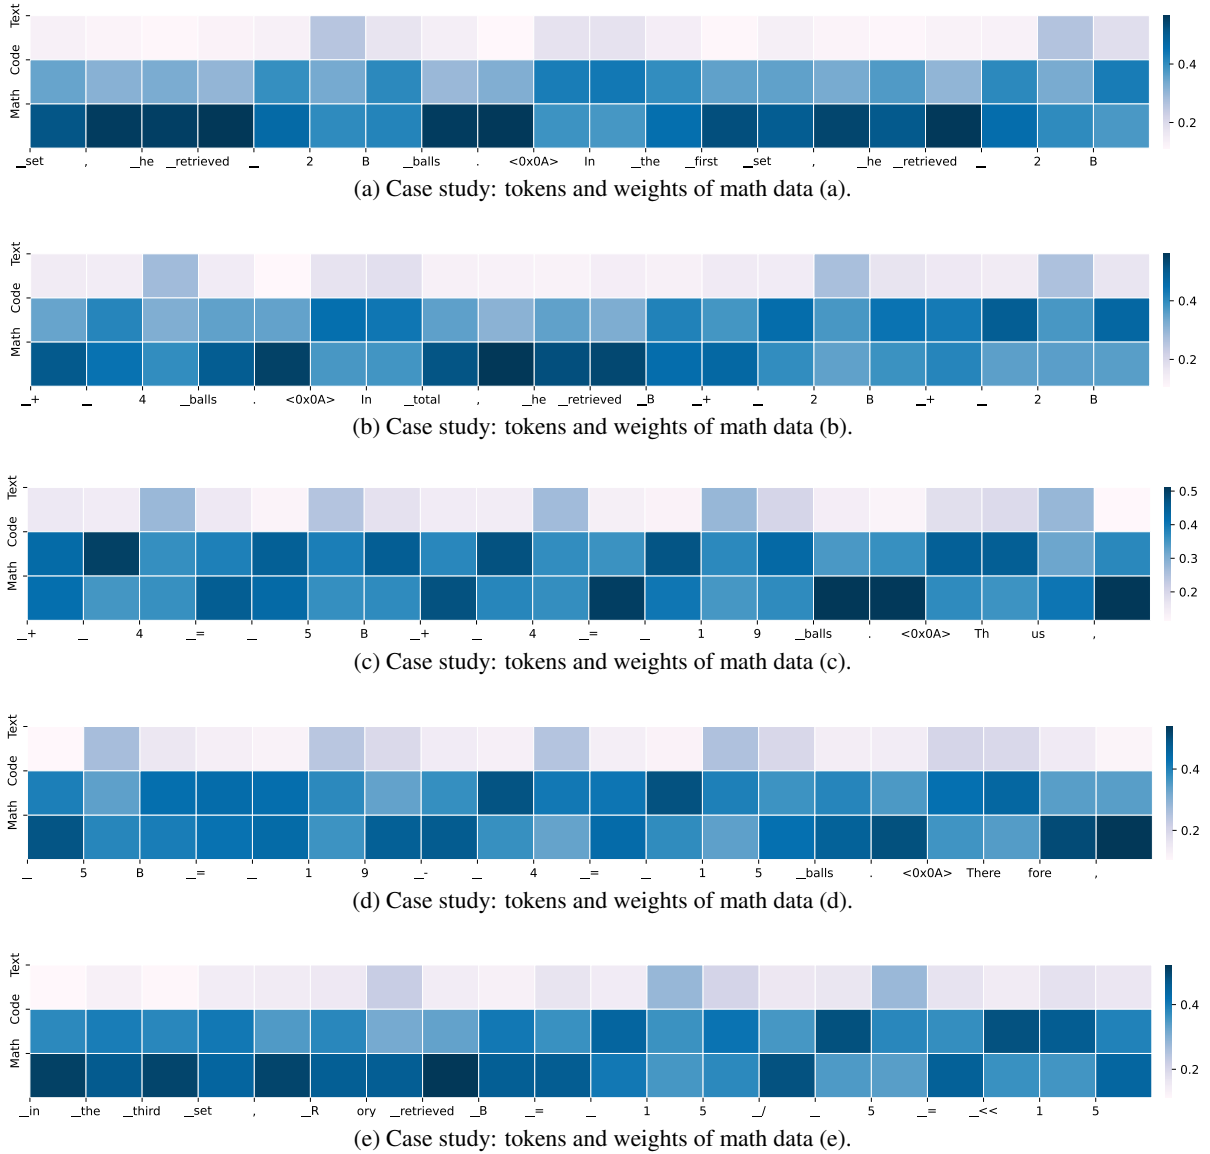 Text
Code
Math
0.4
0.2
_set , _he _retrieved _ 2 B _balls . <0x0A> In _the _first _set , _he _retrieved _ 2 B
(a) Case study: tokens and weights of math data (a).
Text
Code
Math
0.4
0.2
_+ _ 4 _balls . <0x0A> In _total , _he _retrieved _B _+ _ 2 B _+ _ 2 B
(b) Case study: tokens and weights of math data (b).
Text
Code
Math
0.5
0.4
0.3
0.2
_+ _ 4 _= _ 5 B _+ _ 4 _= _ 1 9 _balls . <0x0A> Th us ,
(c) Case study: tokens and weights of math data (c).
Text
Code
Math
0.4
0.2
_ 5 B _= _ 1 9 _- _ 4 _= _ 1 5 _balls . <0x0A> There fore ,
(d) Case study: tokens and weights of math data (d).
Text
Code
Math
0.4
0.2
_in _the _third _set , _R ory _retrieved _B _= _ 1 5 _/ _ 5 _= _<< 1 5
(e) Case study: tokens and weights of math data (e).